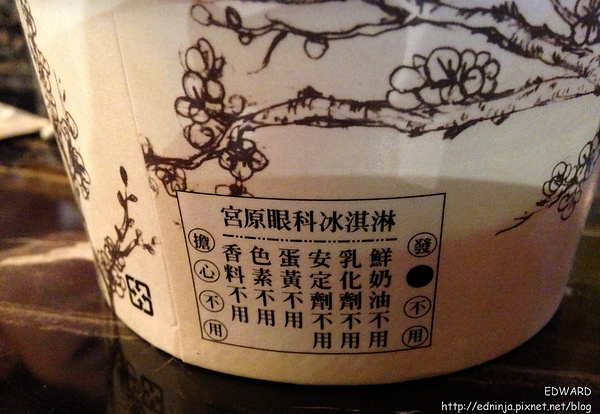 宮原眼科冰淇淋
發●不用
鮮奶油不用
乳化劑不用
安定劑不用
蛋黃不用
色素不用
香料不用
擔心不用
EDWARD
http://edninja.pixnet.net/blog